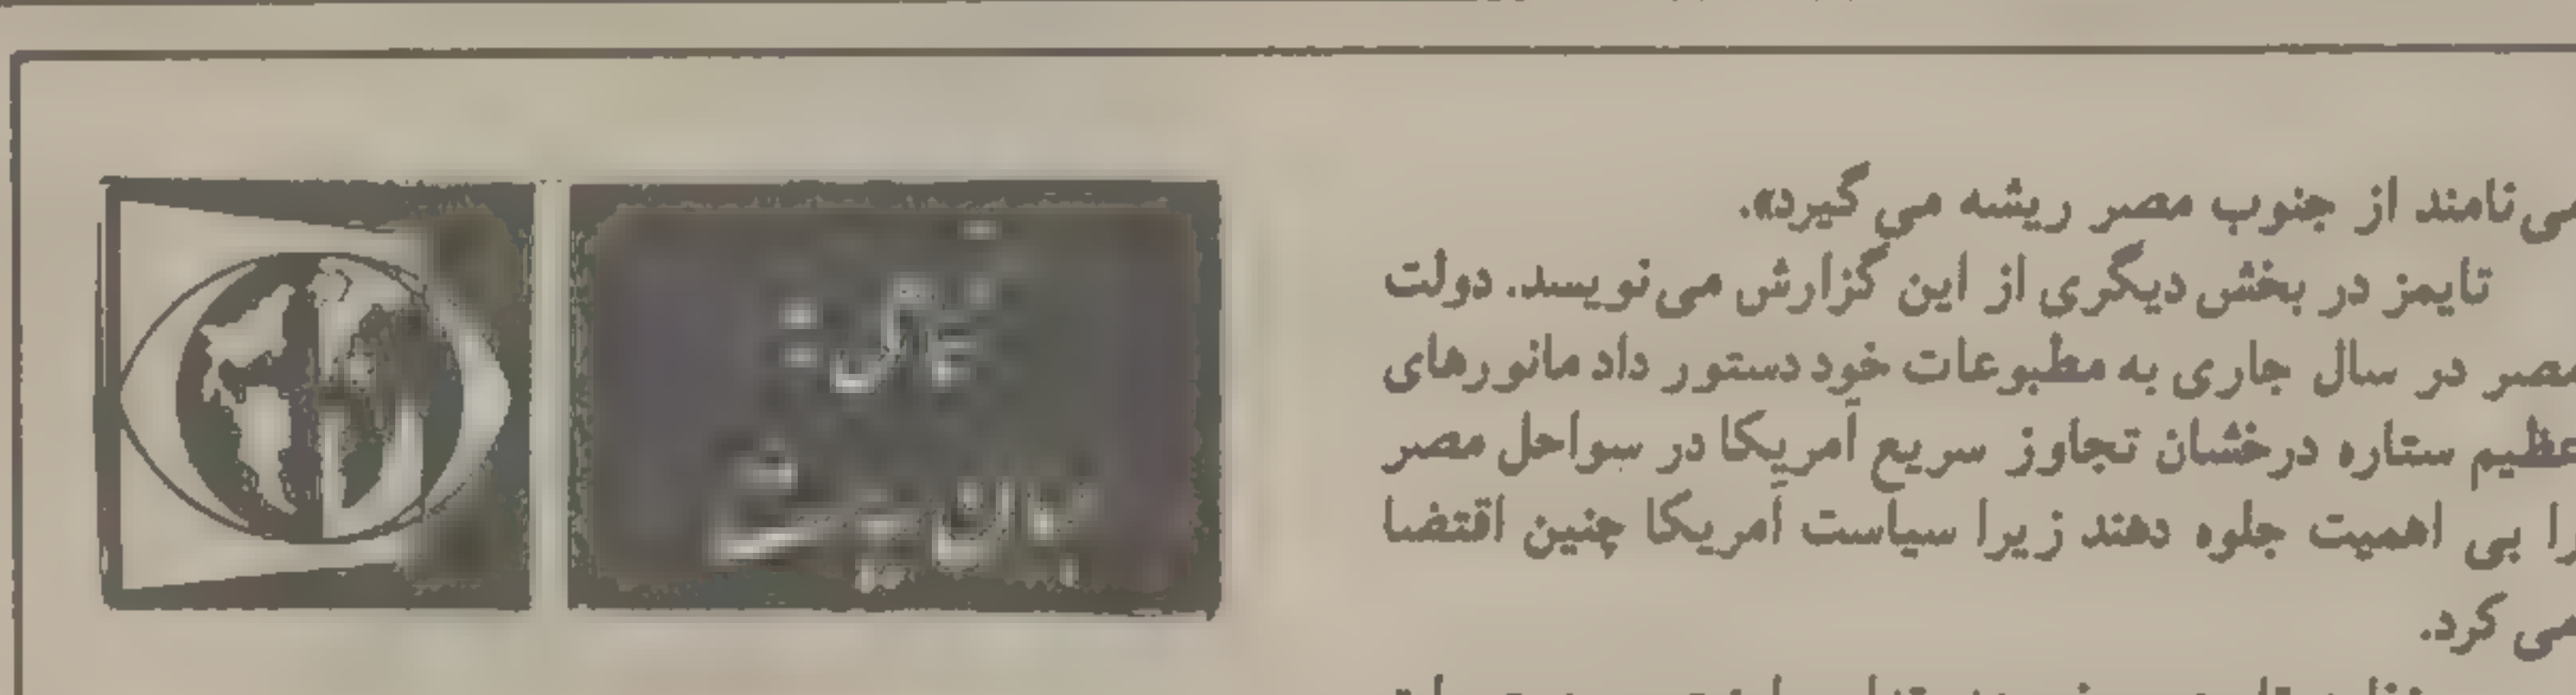 می‌نامند از جنوب مصر ریشه می گیرد».
تایمز در بخش دیگری از این گزارش می‌نویسد. دولت
مصر در سال جاری به مطبوعات خود دستور داد مانورهای
عظیم ستاره درخشان تجاوز سریع آمریکا در سواحل مصر
را بی اهمیت جلوه دهند زیرا سیاست آمریکا چنین اقتضا
می کرد.